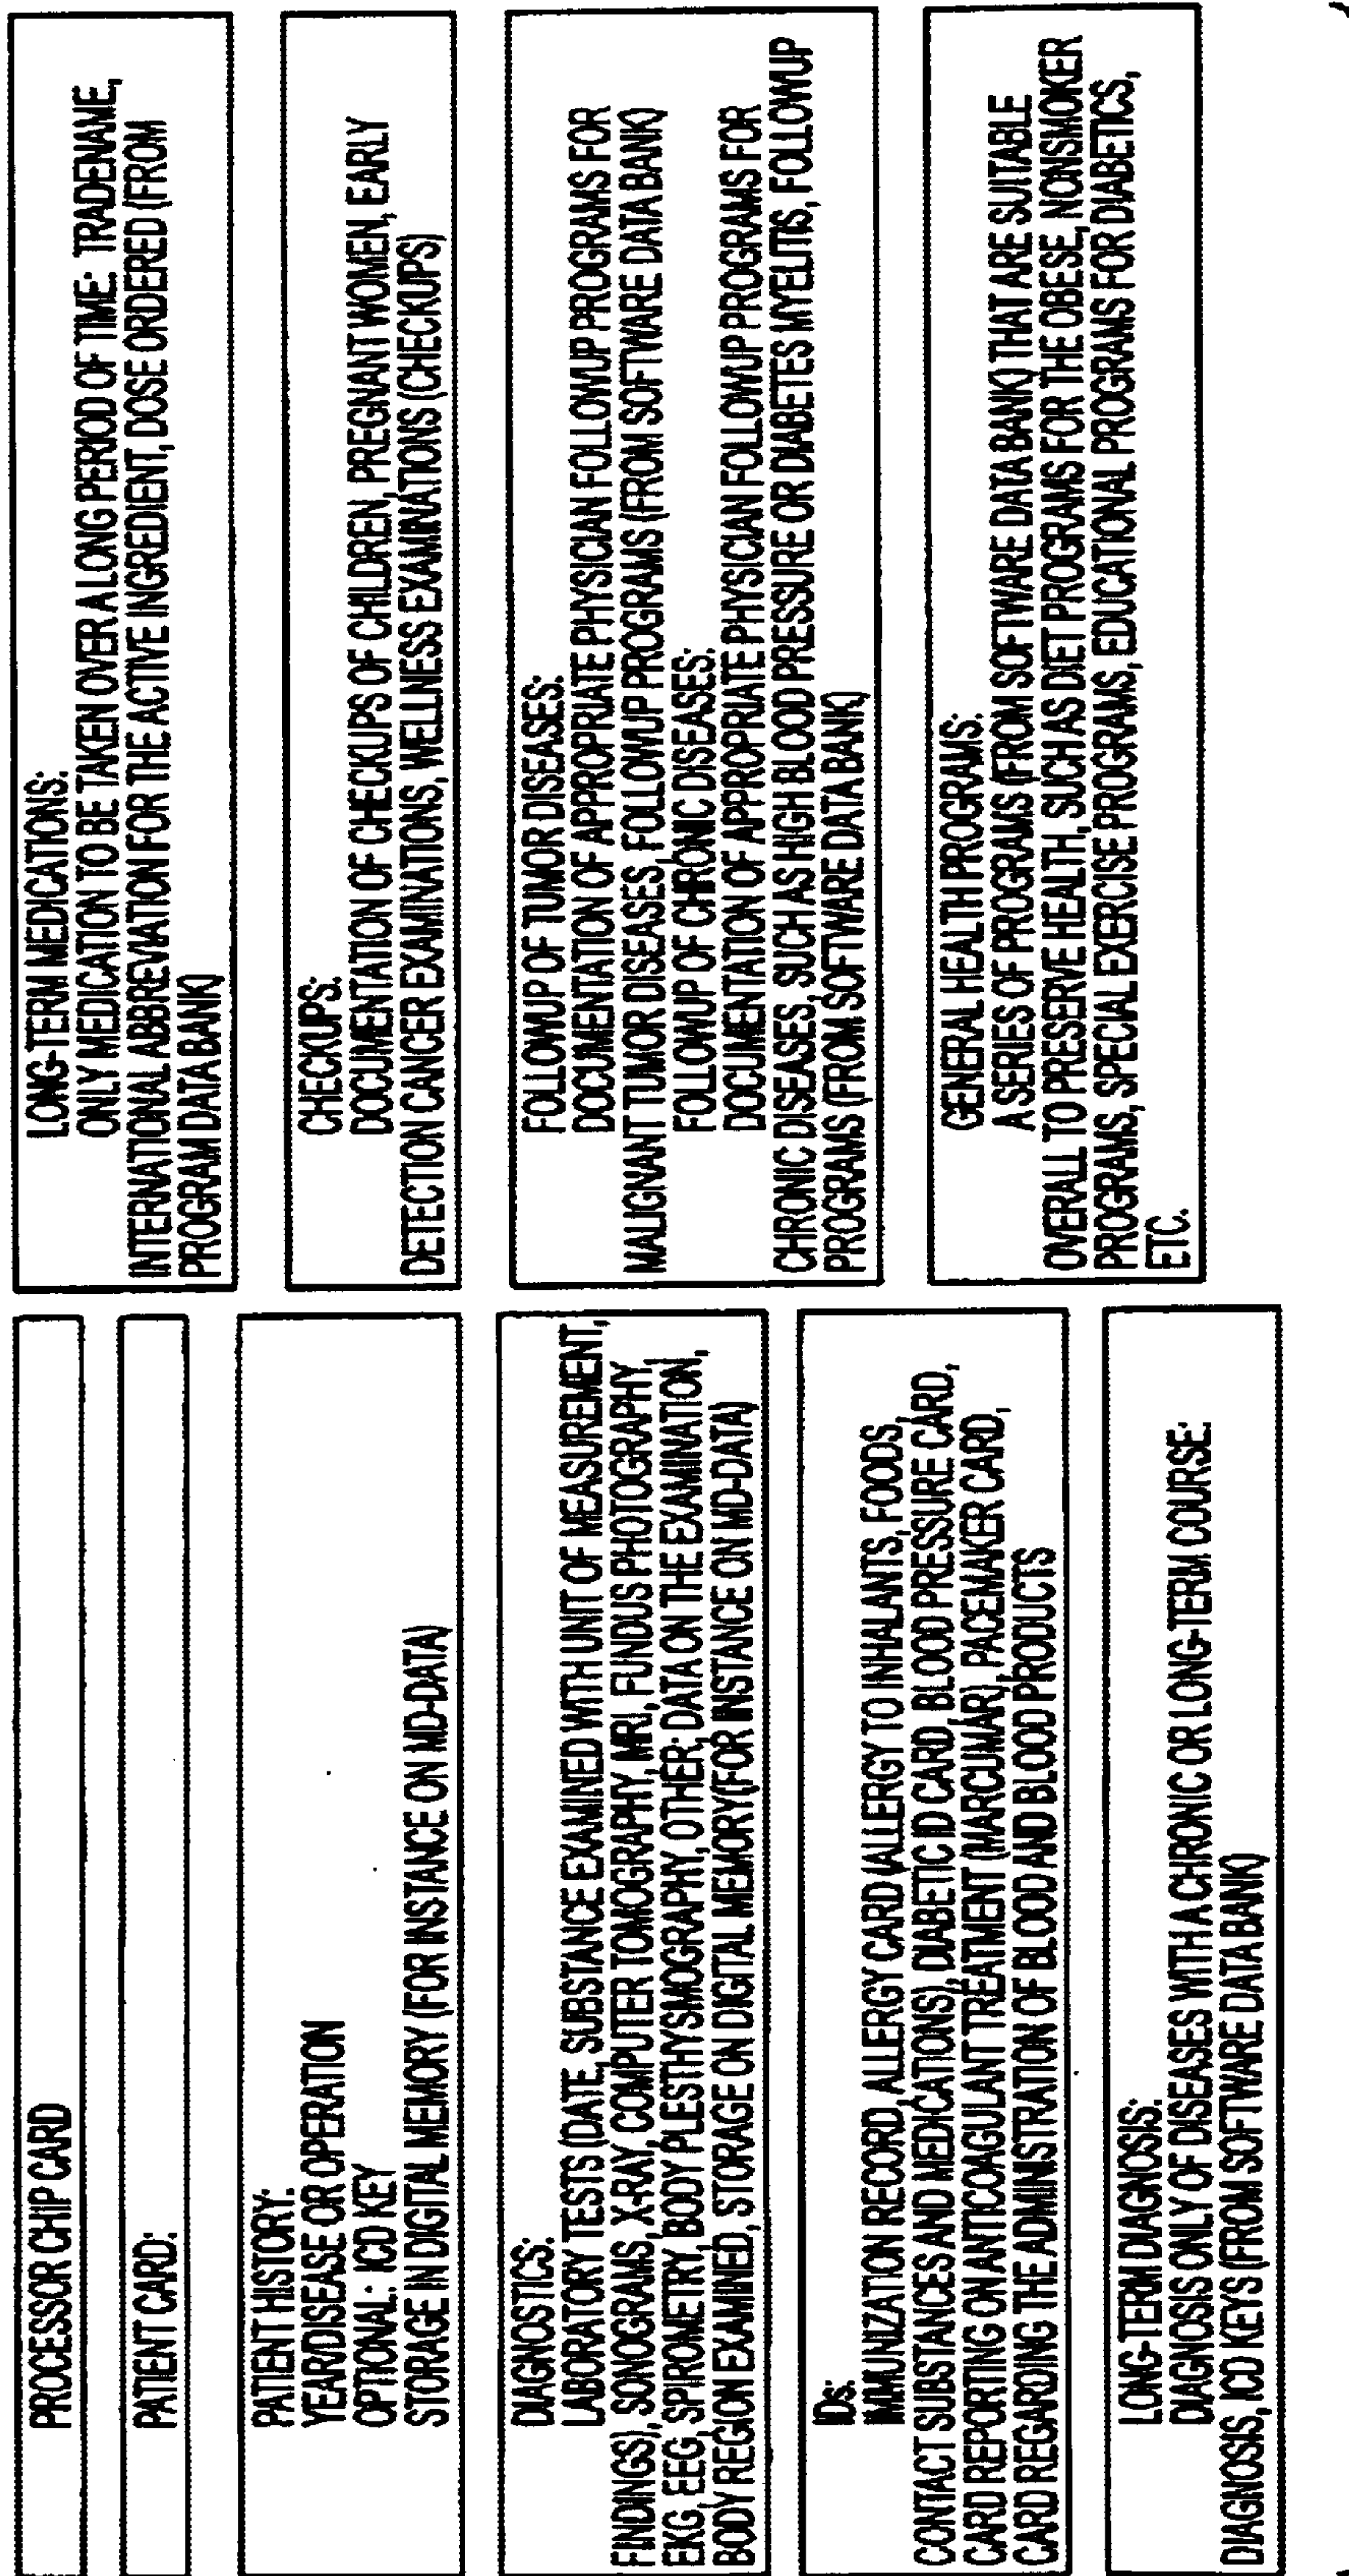 PROCESSOR CHIP CARD
PATIENT CARD:
PATIENT HISTORY:
YEAR/DISEASE OR OPERATION
OPTIONAL: ICD KEY
STORAGE IN DIGITAL MEMORY (FOR INSTANCE ON MD-DATA)
DIAGNOSTICS:
LABORATORY TESTS (DATE, SUBSTANCE EXAMINED WITH UNIT OF MEASUREMENT,
FINDINGS), SONOGRAMS, X-RAY, COMPUTER TOMOGRAPHY, MRI, FUNDUS PHOTOGRAPHY,
EKG, EEG, SPIROMETRY, BODY PLESTHYSMOGRAPHY, OTHER; DATA ON THE EXAMINATION,
BODY REGION EXAMINED, STORAGE ON DIGITAL MEMORY(FOR INSTANCE ON MD-DATA)
IDs:
IMMUNIZATION RECORD, ALLERGY CARD (ALLERGY TO INHALANTS, FOODS,
CONTACT SUBSTANCES AND MEDICATIONS), DIABETIC ID CARD, BLOOD PRESSURE CARD,
CARD REPORTING ON ANTICOAGULANT TREATMENT (MARCUMAR), PACEMAKER CARD,
CARD REGARDING THE ADMINISTRATION OF BLOOD AND BLOOD PRODUCTS
LONG-TERM DIAGNOSIS:
DIAGNOSIS ONLY OF DISEASES WITH A CHRONIC OR LONG-TERM COURSE:
DIAGNOSIS, ICD KEYS (FROM SOFTWARE DATA BANK)
LONG-TERM MEDICATIONS:
ONLY MEDICATION TO BE TAKEN OVER A LONG PERIOD OF TIME: TRADENAME,
INTERNATIONAL ABBREVIATION FOR THE ACTIVE INGREDIENT, DOSE ORDERED (FROM
PROGRAM DATA BANK)
CHECKUPS:
DOCUMENTATION OF CHECKUPS OF CHILDREN, PREGNANT WOMEN, EARLY
DETECTION CANCER EXAMINATIONS, WELLNESS EXAMINATIONS (CHECKUPS)
FOLLOWUP OF TUMOR DISEASES:
DOCUMENTATION OF APPROPRIATE PHYSICIAN FOLLOWUP PROGRAMS FOR
MALIGNANT TUMOR DISEASES, FOLLOWUP PROGRAMS (FROM SOFTWARE DATA BANK)
FOLLOWUP OF CHRONIC DISEASES:
DOCUMENTATION OF APPROPRIATE PHYSICIAN FOLLOWUP PROGRAMS FOR
CHRONIC DISEASES, SUCH AS HIGH BLOOD PRESSURE OR DIABETES MYELITIS, FOLLOWUP
PROGRAMS (FROM SOFTWARE DATA BANK)
GENERAL HEALTH PROGRAMS:
A SERIES OF PROGRAMS (FROM SOFTWARE DATA BANK) THAT ARE SUITABLE
OVERALL TO PRESERVE HEALTH, SUCH AS DIET PROGRAMS FOR THE OBESE, NONSMOKER
PROGRAMS, SPECIAL EXERCISE PROGRAMS, EDUCATIONAL PROGRAMS FOR DIABETICS,
ETC.